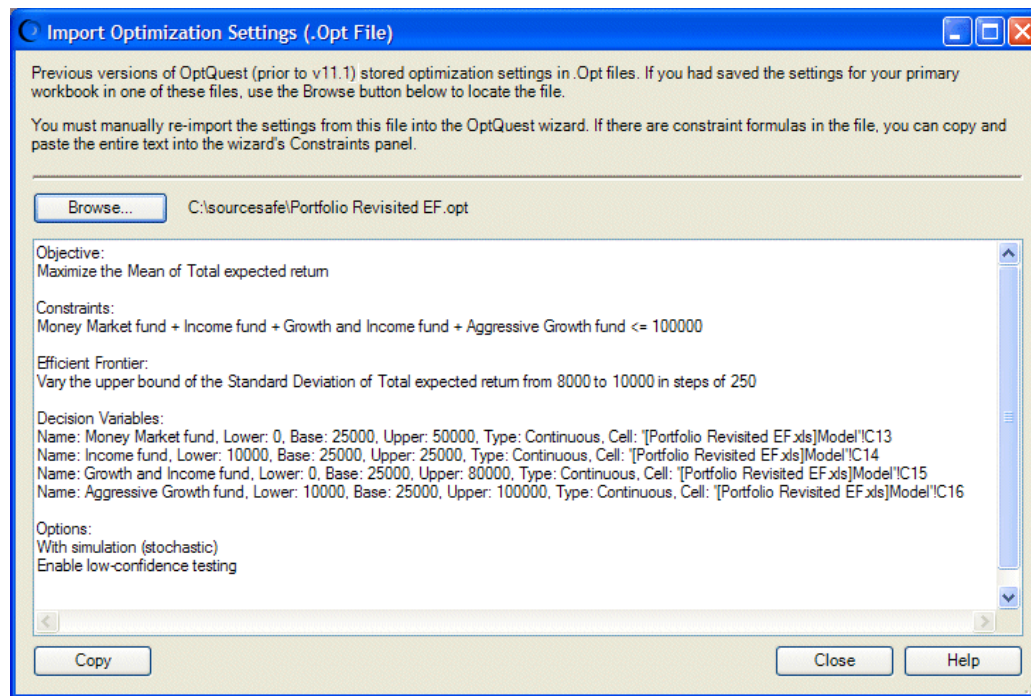 Import Optimization Settings (.Opt File)
Previous versions of OptQuest (prior to v11.1) stored optimization settings in .Opt files. If you had saved the settings for your primary
workbook in one of these files, use the Browse button below to locate the file.
You must manually re-import the settings from this file into the OptQuest wizard. If there are constraint formulas in the file, you can copy and
paste the entire text into the wizard's Constraints panel.
Browse... C:\sourcesafe\Portfolio Revisited EF.opt
Objective:
Maximize the Mean of Total expected return
Constraints:
Money Market fund + Income fund + Growth and Income fund + Aggressive Growth fund <= 100000
Efficient Frontier:
Vary the upper bound of the Standard Deviation of Total expected return from 8000 to 10000 in steps of 250
Decision Variables:
Name: Money Market fund, Lower: 0, Base: 25000, Upper: 50000, Type: Continuous, Cell: '[Portfolio Revisited EF.xls]Model'!C13
Name: Income fund, Lower: 10000, Base: 25000, Upper: 25000, Type: Continuous, Cell: '[Portfolio Revisited EF.xls]Model'!C14
Name: Growth and Income fund, Lower: 0, Base: 25000, Upper: 80000, Type: Continuous, Cell: '[Portfolio Revisited EF.xls]Model'!C15
Name: Aggressive Growth fund, Lower: 10000, Base: 25000, Upper: 100000, Type: Continuous, Cell: '[Portfolio Revisited EF.xls]Model'!C16
Options:
With simulation (stochastic)
Enable low-confidence testing
Copy Close Help